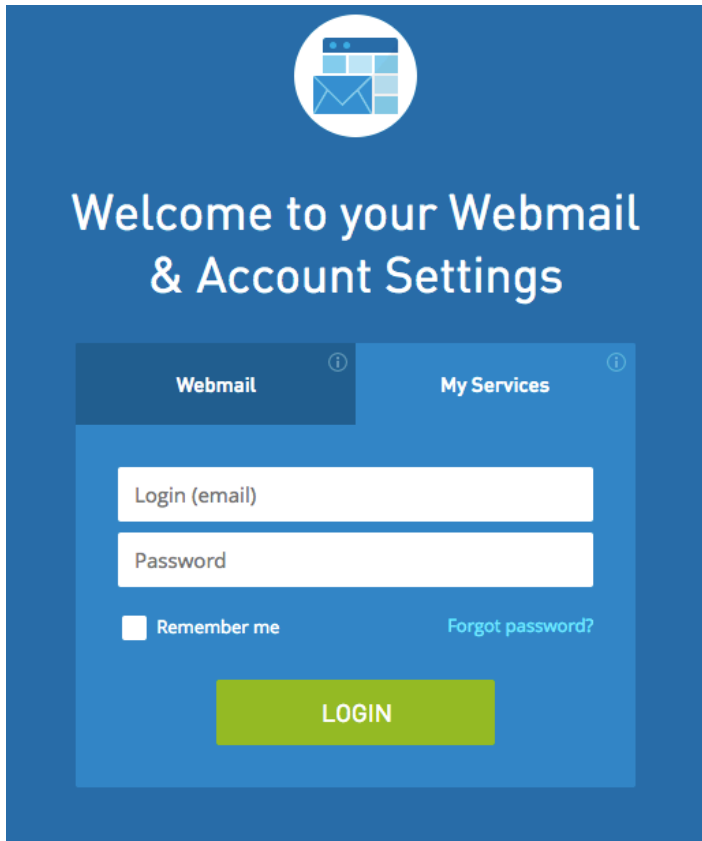 Welcome to your Webmail
& Account Settings
Webmail
My Services
Login (email)
Password
Remember me
Forgot password?
LOGIN